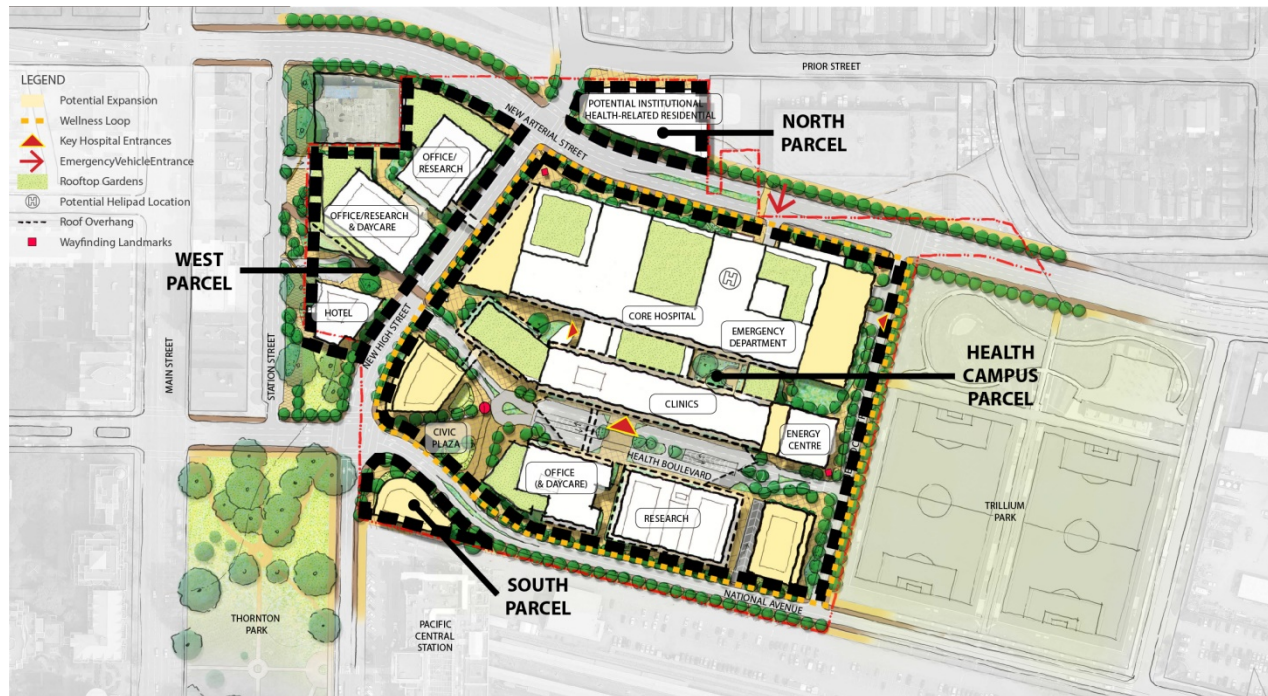 LEGEND
Potential Expansion
Wellness Loop
Key Hospital Entrances
EmergencyVehicleEntrance
Rooftop Gardens
H
Potential Helipad Location
Roof Overhang
Wayfinding Landmarks
PRIOR STREET
POTENTIAL INSTITUTIONAL
HEALTH-RELATED RESIDENTIAL
NORTH
PARCEL
NEW ARTERIAL STREET
OFFICE/
RESEARCH
OFFICE/RESEARCH
& DAYCARE
WEST
PARCEL
HOTEL
NEW HIGH STREET
MAIN STREET
STATION STREET
H
CORE HOSPITAL
EMERGENCY
DEPARTMENT
HEALTH
CAMPUS
PARCEL
CLINICS
CIVIC
PLAZA
ENERGY
CENTRE
HEALTH BOULEVARD
OFFICE
(& DAYCARE)
RESEARCH
TRILLIUM
PARK
SOUTH
PARCEL
NATIONAL AVENUE
THORNTON
PARK
PACIFIC
CENTRAL
STATION